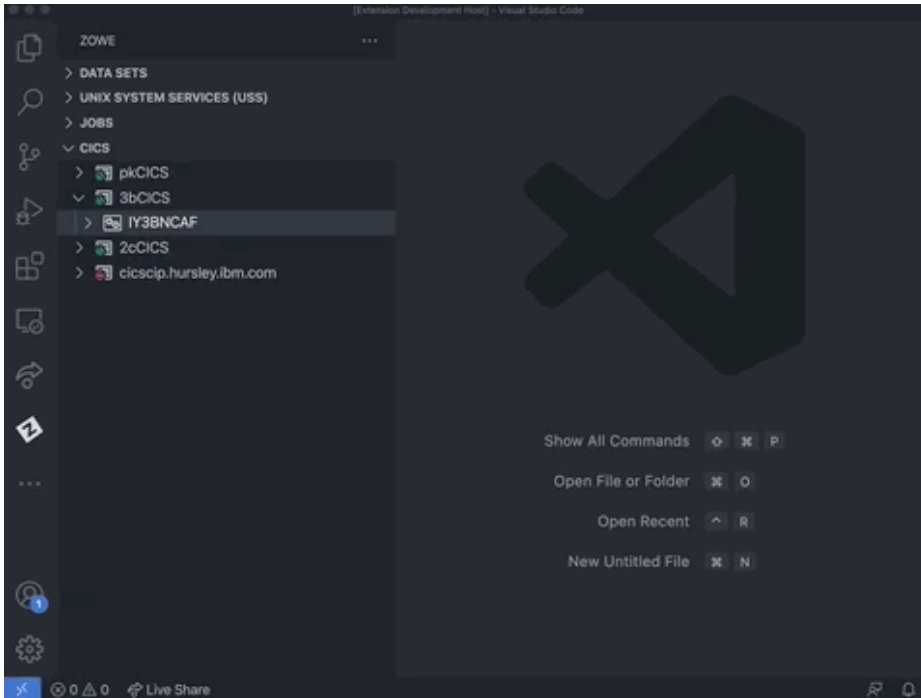 [Extension Development Host] - Visual Studio Code
ZOWE
DATA SETS
UNIX SYSTEM SERVICES (USS)
JOBS
CICS
pkCICS
3bCICS
IY3BNCAF
2cCICS
cicscip.hursley.ibm.com
Show All Commands ⇧ ⌘ P
Open File or Folder ⌘ O
Open Recent ^ R
New Untitled File ⌘ N
Z
1
0 0 Live Share